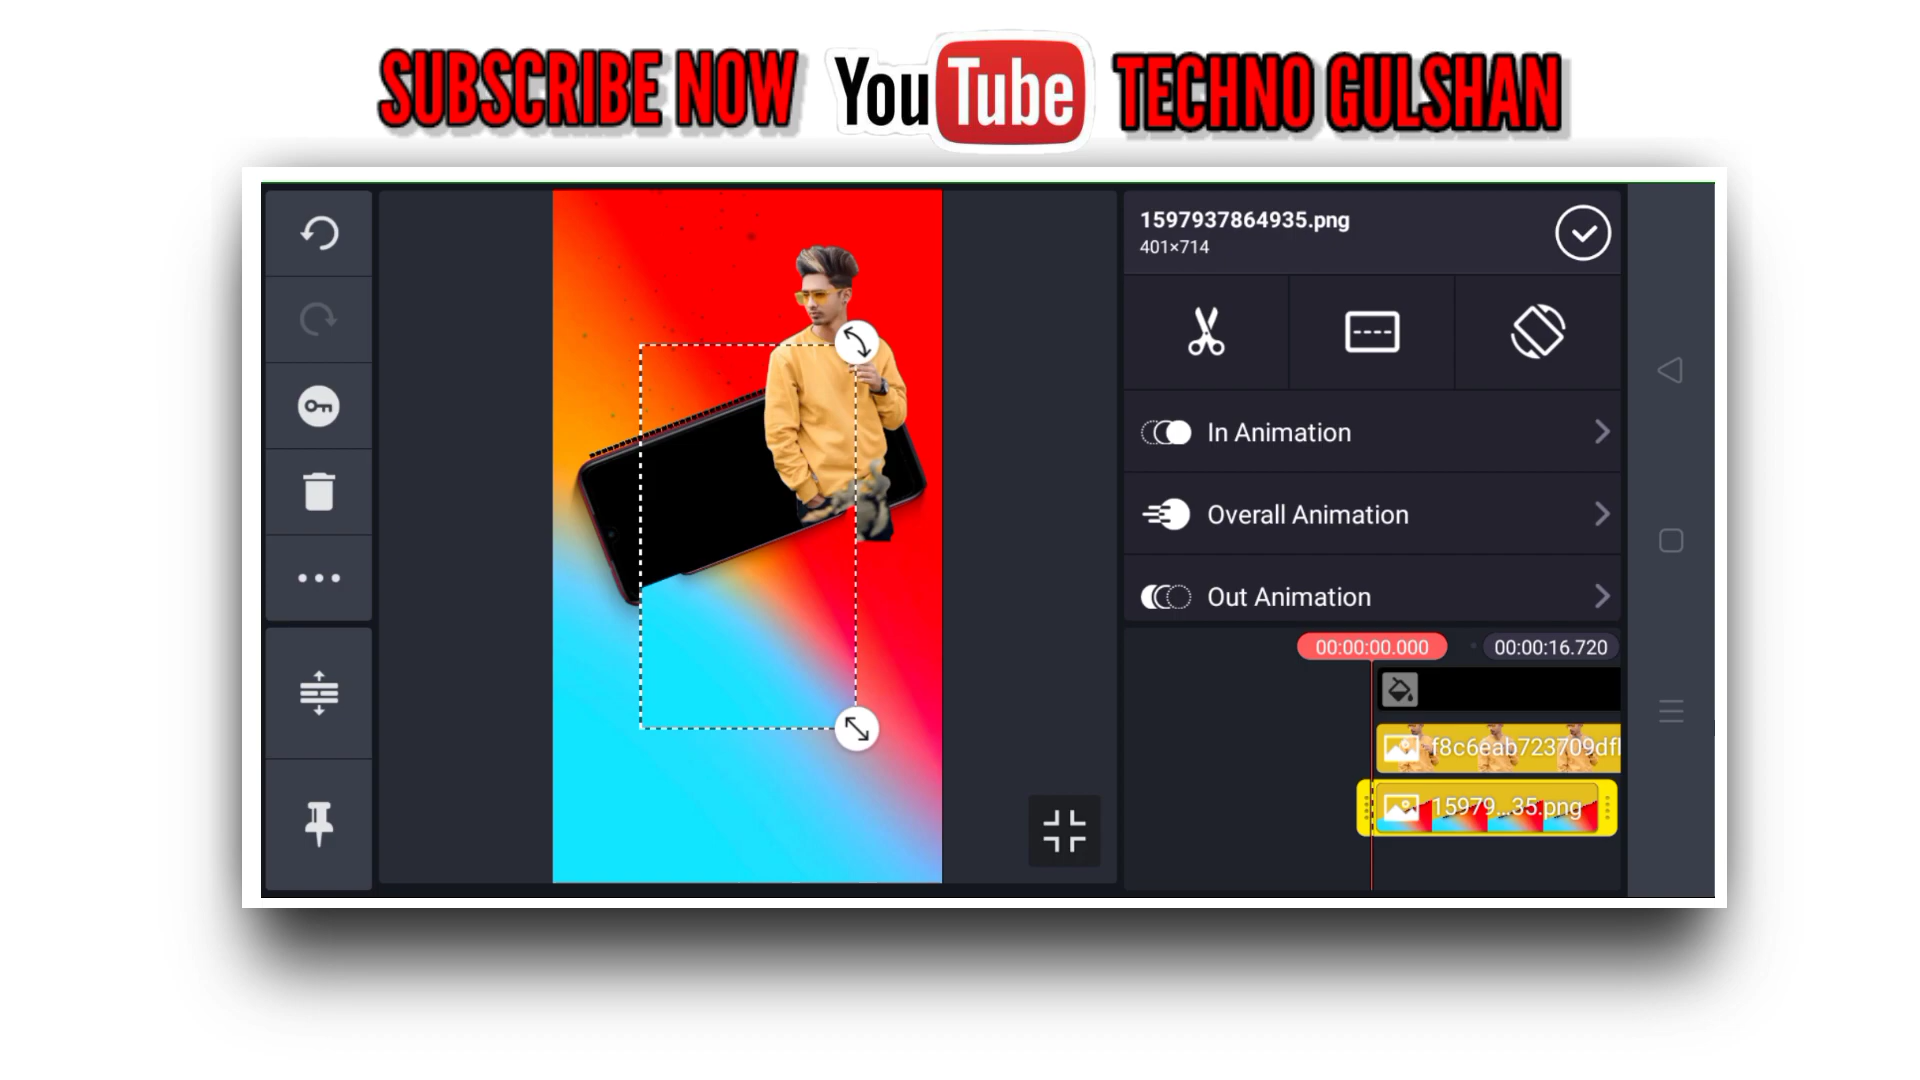 SUBSCRIBE NOW YouTube TECHNO GULSHAN
1597937864935.png
401×714
In Animation
Overall Animation
Out Animation
00:00:00.000
00:00:16.720
f8c6eab723709dfl
15979...35.png